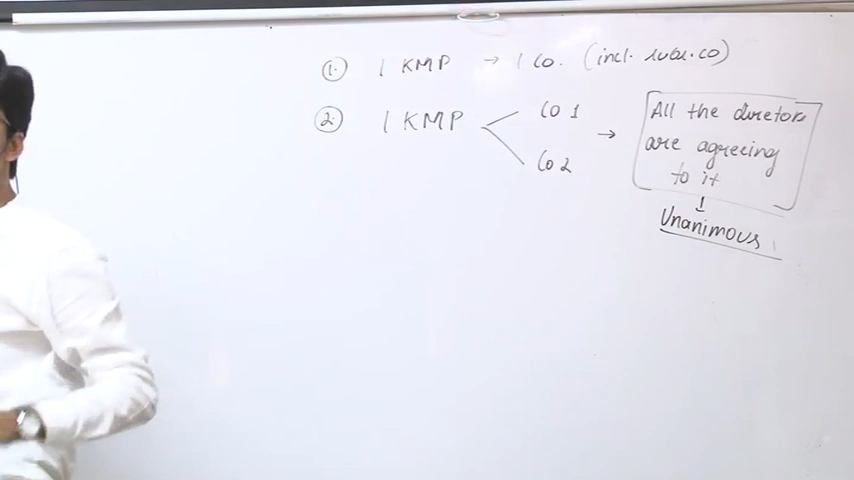 1. 1 KMP → 1 Co. (incl. subs. co)
2. 1 KMP
Co 1
Co 2
→
All the diretors
are agreeing
to it
↓
Unanimous